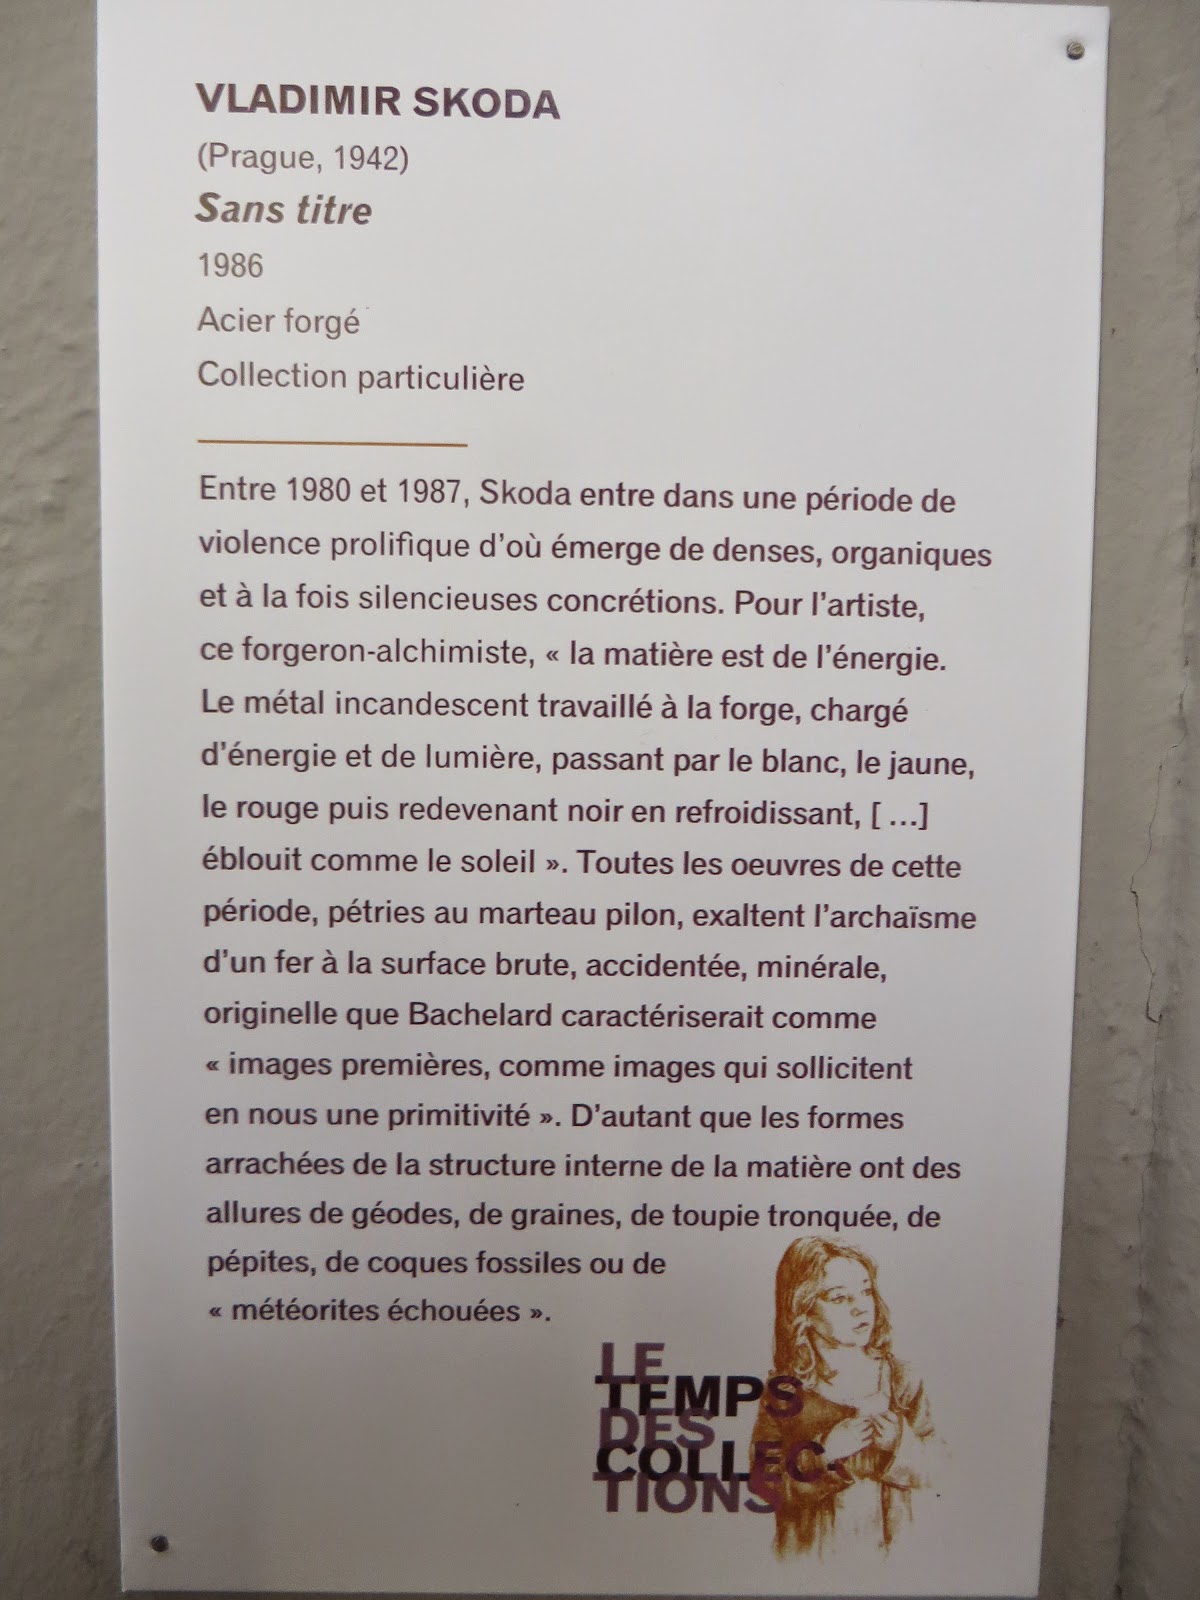 VLADIMIR SKODA
(Prague, 1942)
Sans titre
1986
Acier forgé
Collection particulière
Entre 1980 et 1987, Skoda entre dans une période de
violence prolifique d'où émerge de denses, organiques
et à la fois silencieuses concrétions. Pour l'artiste,
ce forgeron-alchimiste, « la matière est de l'énergie.
Le métal incandescent travaillé à la forge, chargé
d'énergie et de lumière, passant par le blanc, le jaune,
le rouge puis redevenant noir en refroidissant, [ ...]
éblouit comme le soleil ». Toutes les oeuvres de cette
période, pétries au marteau pilon, exaltent l'archaïsme
d'un fer à la surface brute, accidentée, minérale,
originelle que Bachelard caractériserait comme
« images premières, comme images qui sollicitent
en nous une primitivité ». D'autant que les formes
arrachées de la structure interne de la matière ont des
allures de géodes, de graines, de toupie tronquée, de
pépites, de coques fossiles ou de
« météorites échouées ».
LE
TEMPS
DES
COLLEC-
TIONS